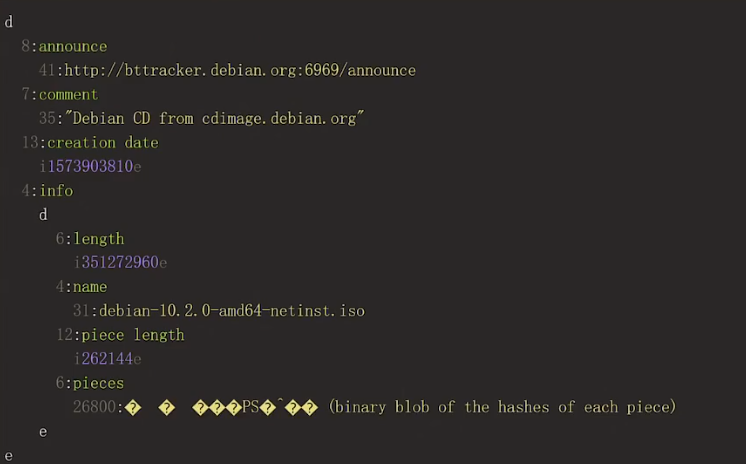 d
8:announce
41:http://bttracker.debian.org:6969/announce
7:comment
35:"Debian CD from cdimage.debian.org"
13:creation date
i1573903810e
4:info
d
6:length
i351272960e
4:name
31:debian-10.2.0-amd64-netinst.iso
12:piece length
i262144e
6:pieces
26800:� � ���PS�^�� (binary blob of the hashes of each piece)
e
e